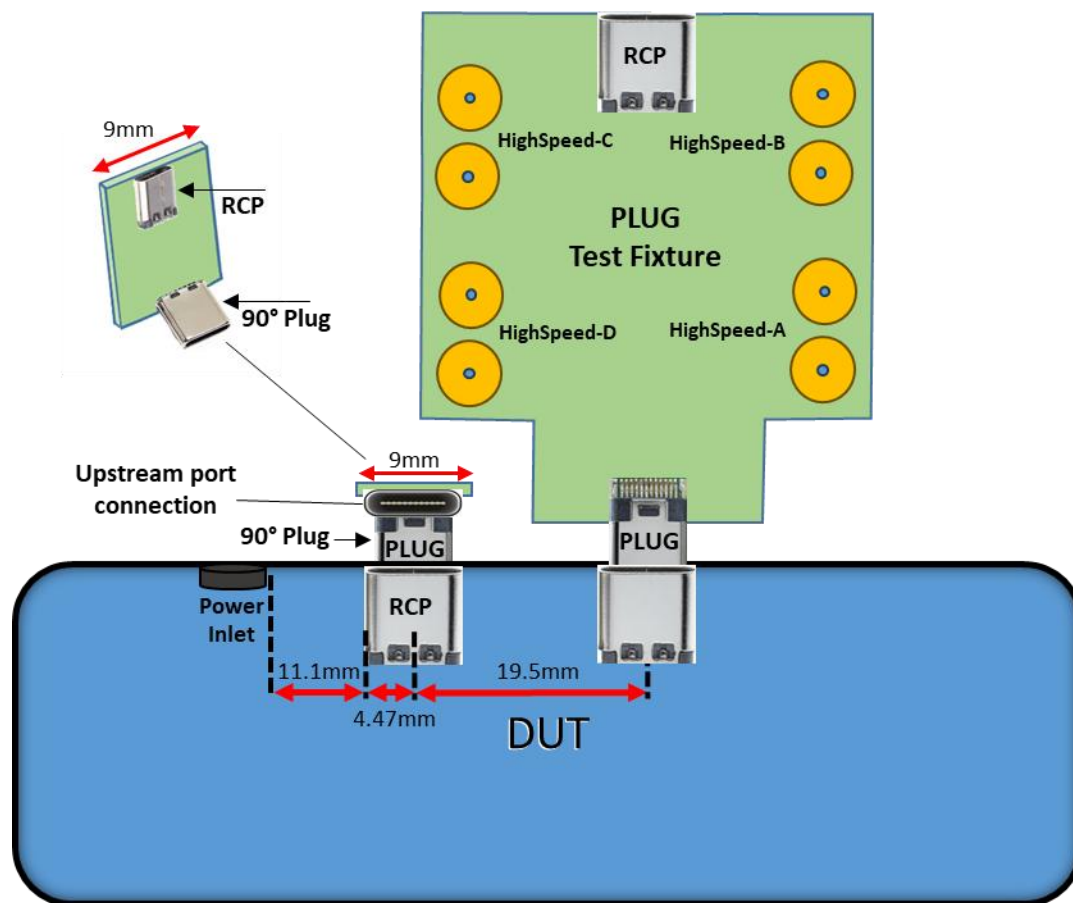 RCP
9mm
HighSpeed-C
HighSpeed-B
RCP
PLUG
Test Fixture
90° Plug
HighSpeed-D
HighSpeed-A
9mm
Upstream port
connection
90° Plug
PLUG
PLUG
Power
Inlet
RCP
11.1mm
19.5mm
4.47mm
DUT